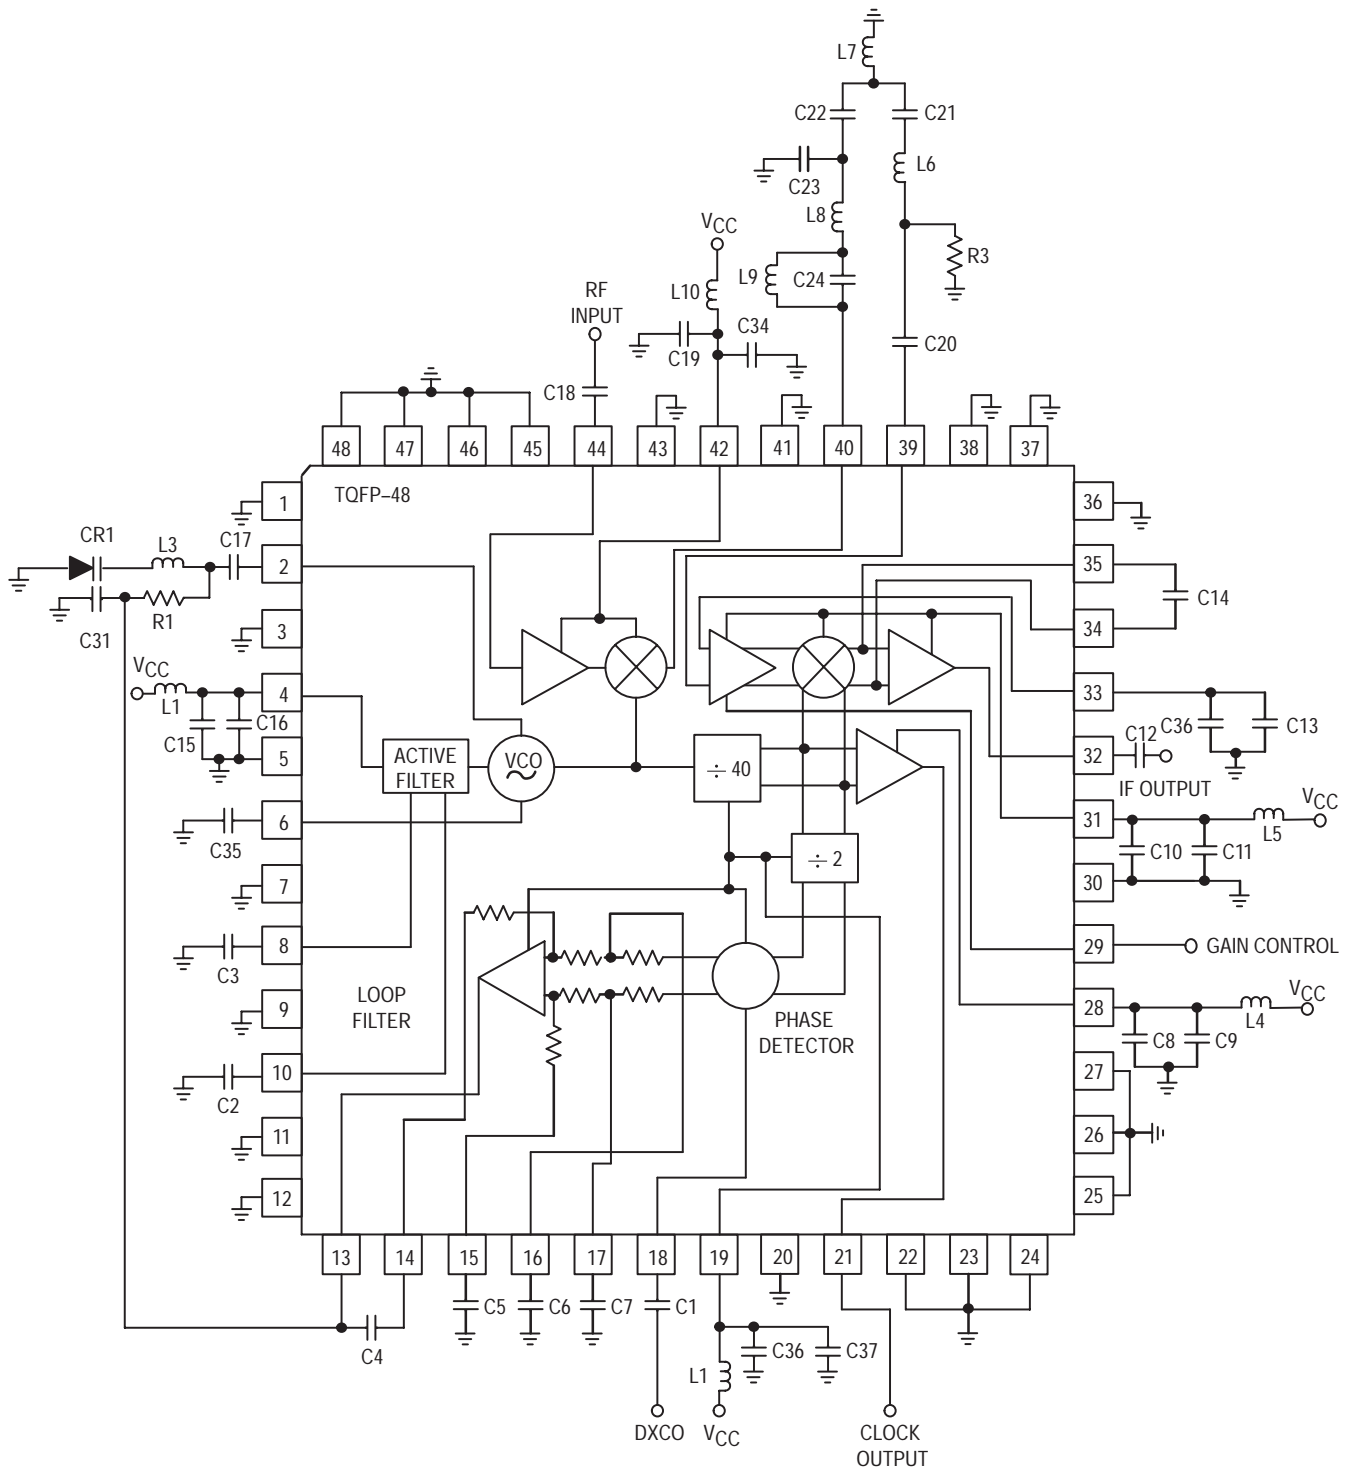 L7
C22
C21
C23
L6
L8
VCC
R3
L9
C24
L10
RF
INPUT
C34
C19
C20
C18
48
47
46
45
44
43
42
41
40
39
38
37
TQFP–48
1
36
CR1
L3
C17
2
35
C14
R1
C31
3
34
VCC
L1
4
33
C15
C16
C36
C13
5
ACTIVE
FILTER
VCO
÷ 40
32
C12
IF OUTPUT
6
C35
31
VCC
L5
C10
C11
÷ 2
7
30
8
C3
29
GAIN CONTROL
LOOP
FILTER
PHASE
DETECTOR
9
28
VCC
L4
C8
C9
10
C2
27
11
26
12
25
13
14
15
16
17
18
19
20
21
22
23
24
C5
C6
C7
C1
C4
C36
C37
L1
DXCO
VCC
CLOCK
OUTPUT